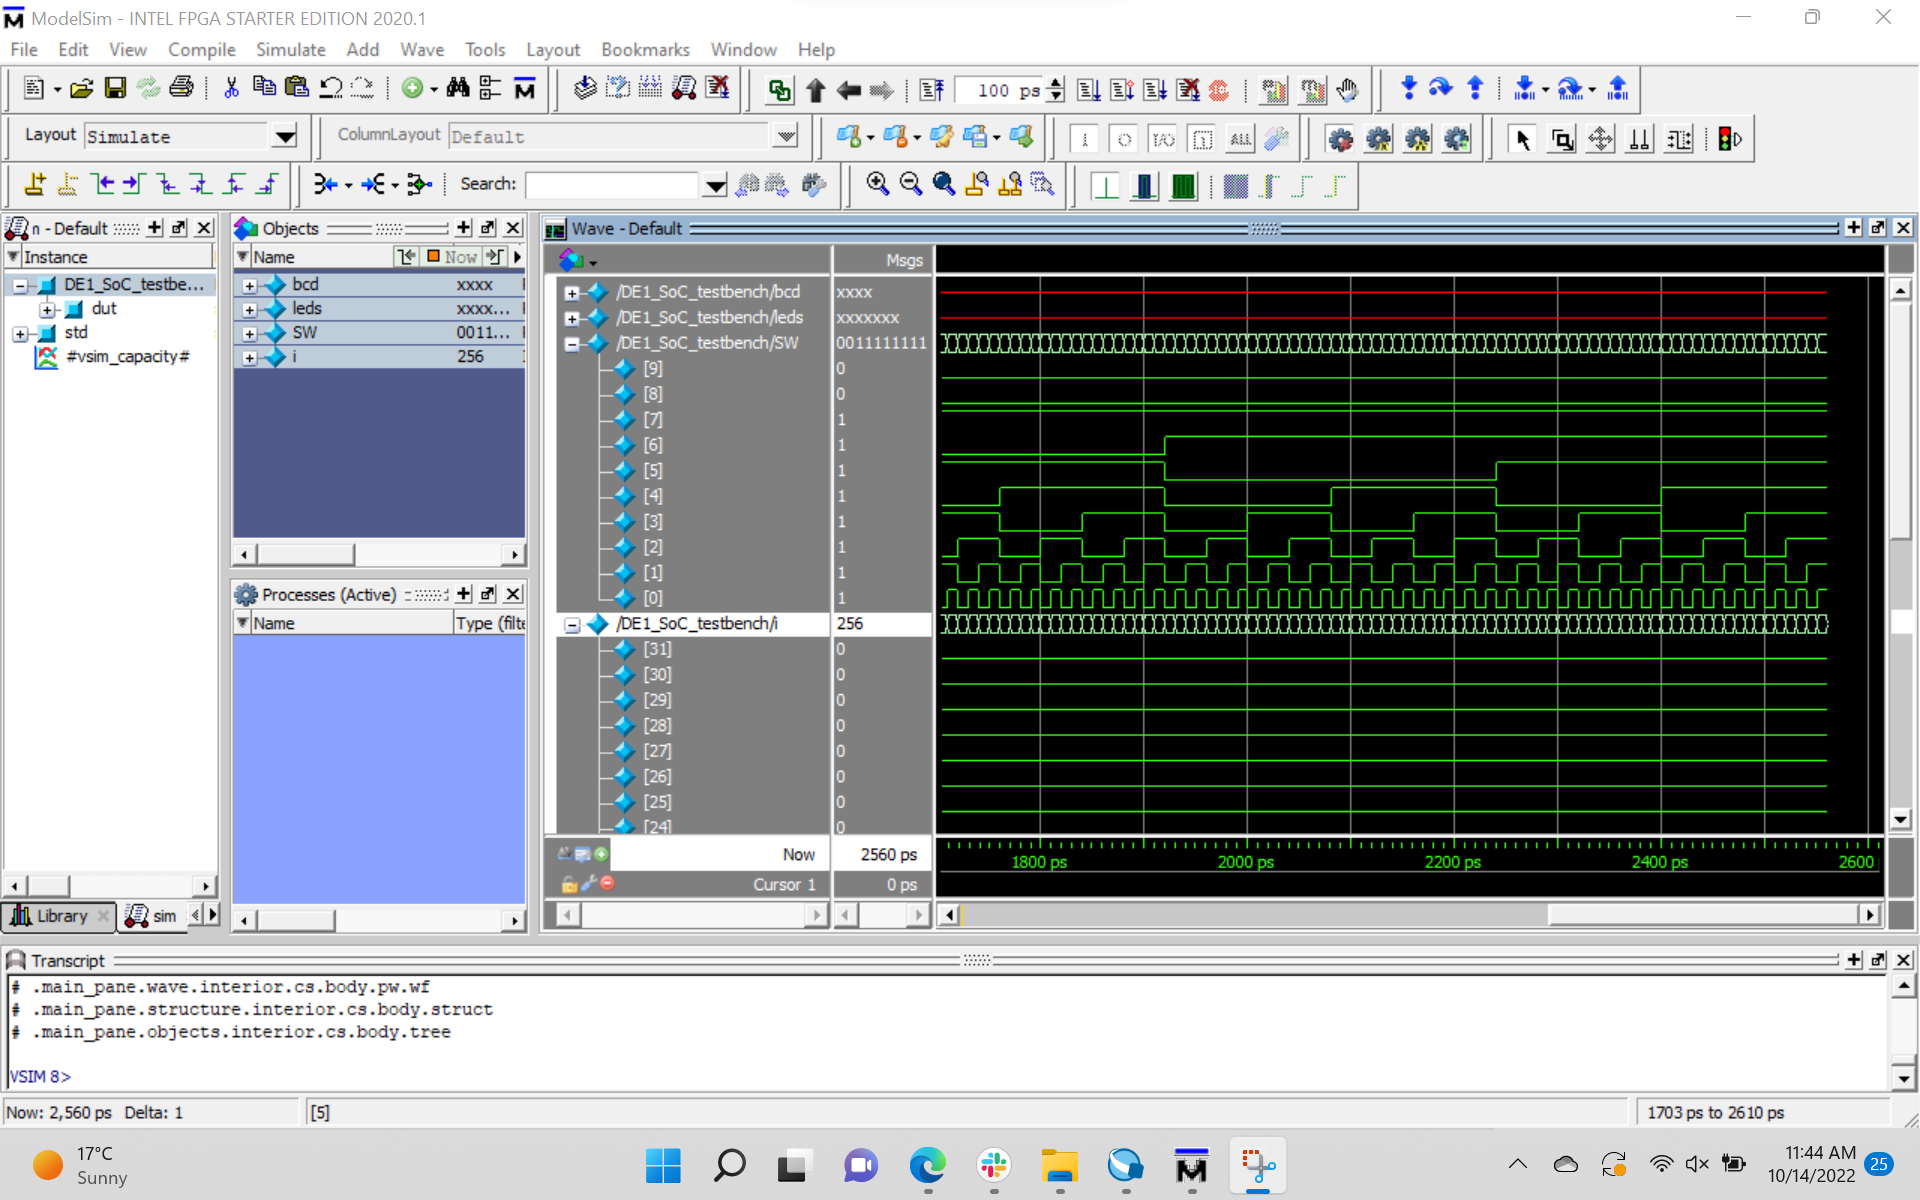 ModelSim - INTEL FPGA STARTER EDITION 2020.1
File Edit View Compile Simulate Add Wave Tools Layout Bookmarks Window Help
100 ps
Layout Simulate ColumnLayout Default
ALL
Search:
n - Default
Instance
DE1_SoC_testbe...
dut
std
#vsim_capacity#
Library
sim
Objects
Name Now
bcd xxxx
leds xxxx...
SW 0011...
i 256
Processes (Active)
Name Type (filte
Wave - Default
Msgs
/DE1_SoC_testbench/bcd xxxx
/DE1_SoC_testbench/leds xxxxxxx
/DE1_SoC_testbench/SW 0011111111
[9] 0
[8] 0
[7] 1
[6] 1
[5] 1
[4] 1
[3] 1
[2] 1
[1] 1
[0] 1
/DE1_SoC_testbench/i 256
[31] 0
[30] 0
[29] 0
[28] 0
[27] 0
[26] 0
[25] 0
[24] 0
Now 2560 ps
Cursor 1 0 ps
1800 ps 2000 ps 2200 ps 2400 ps 2600
Transcript
# .main_pane.wave.interior.cs.body.pw.wf
# .main_pane.structure.interior.cs.body.struct
# .main_pane.objects.interior.cs.body.tree
VSIM 8>
Now: 2,560 ps Delta: 1 [5] 1703 ps to 2610 ps
17°C
Sunny
11:44 AM
10/14/2022
25